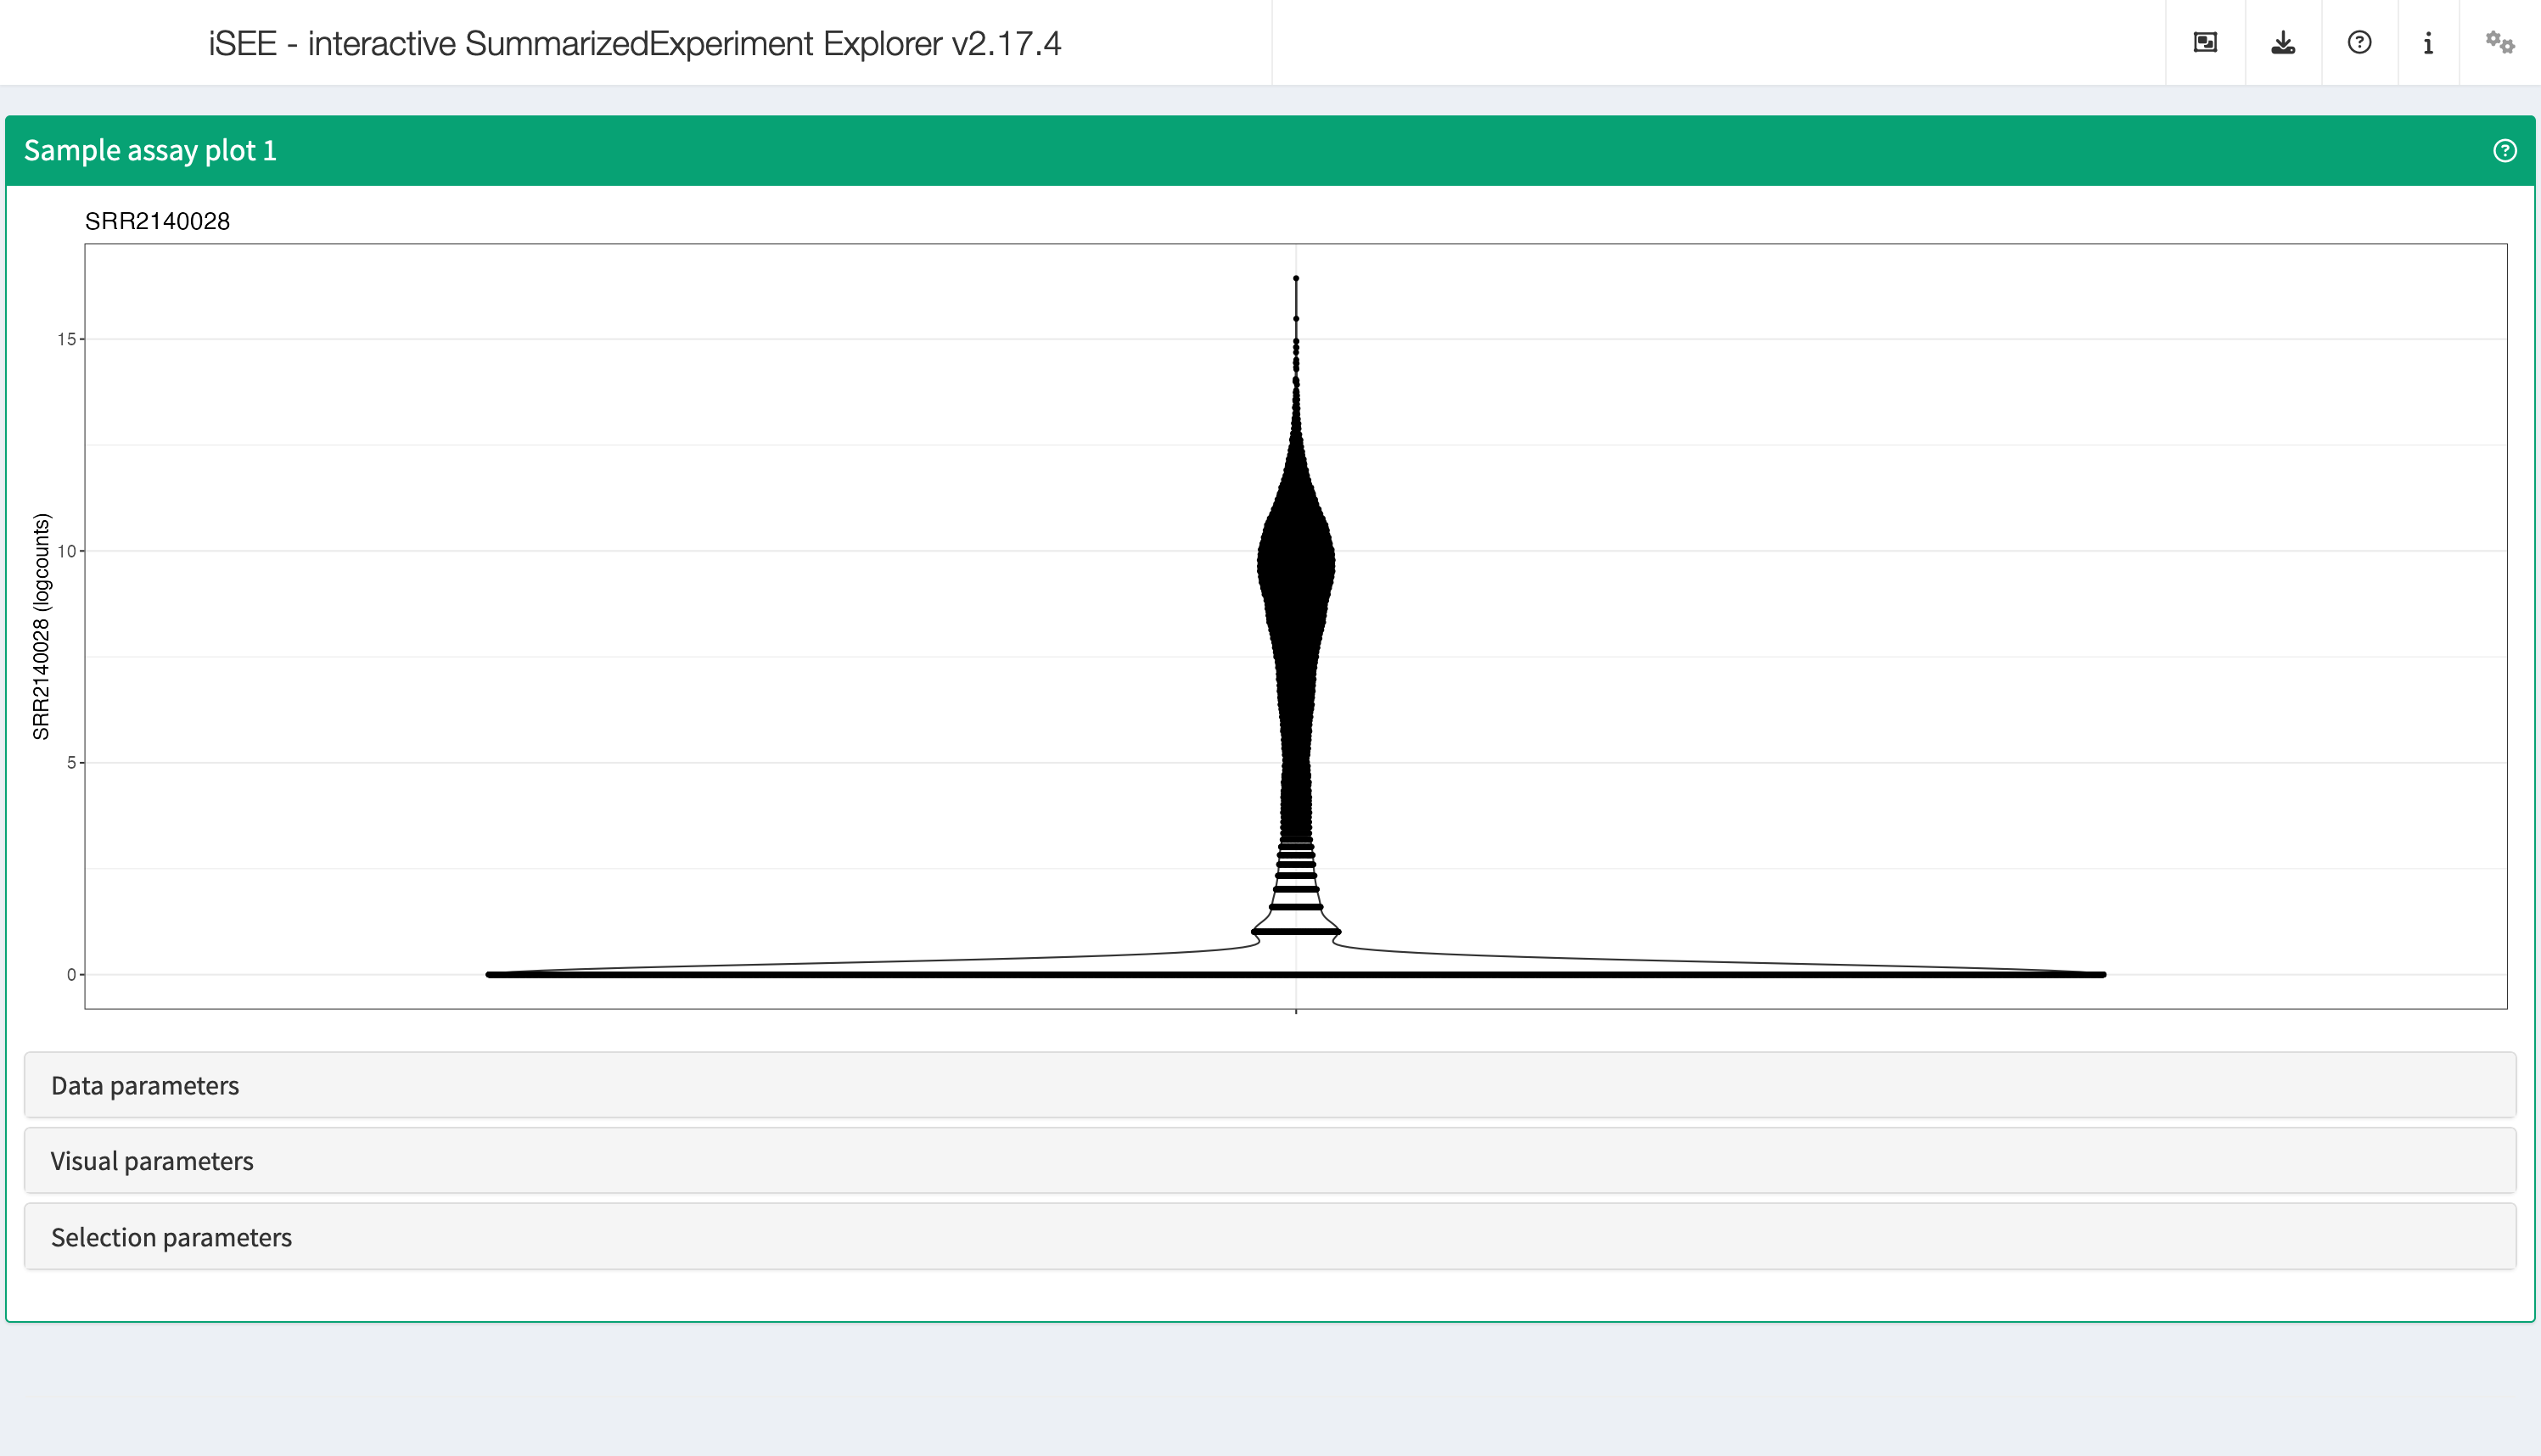 iSEE - interactive SummarizedExperiment Explorer v2.17.4
Sample assay plot 1
SRR2140028
15
10
5
0
SRR2140028 (logcounts)
Data parameters
Visual parameters
Selection parameters